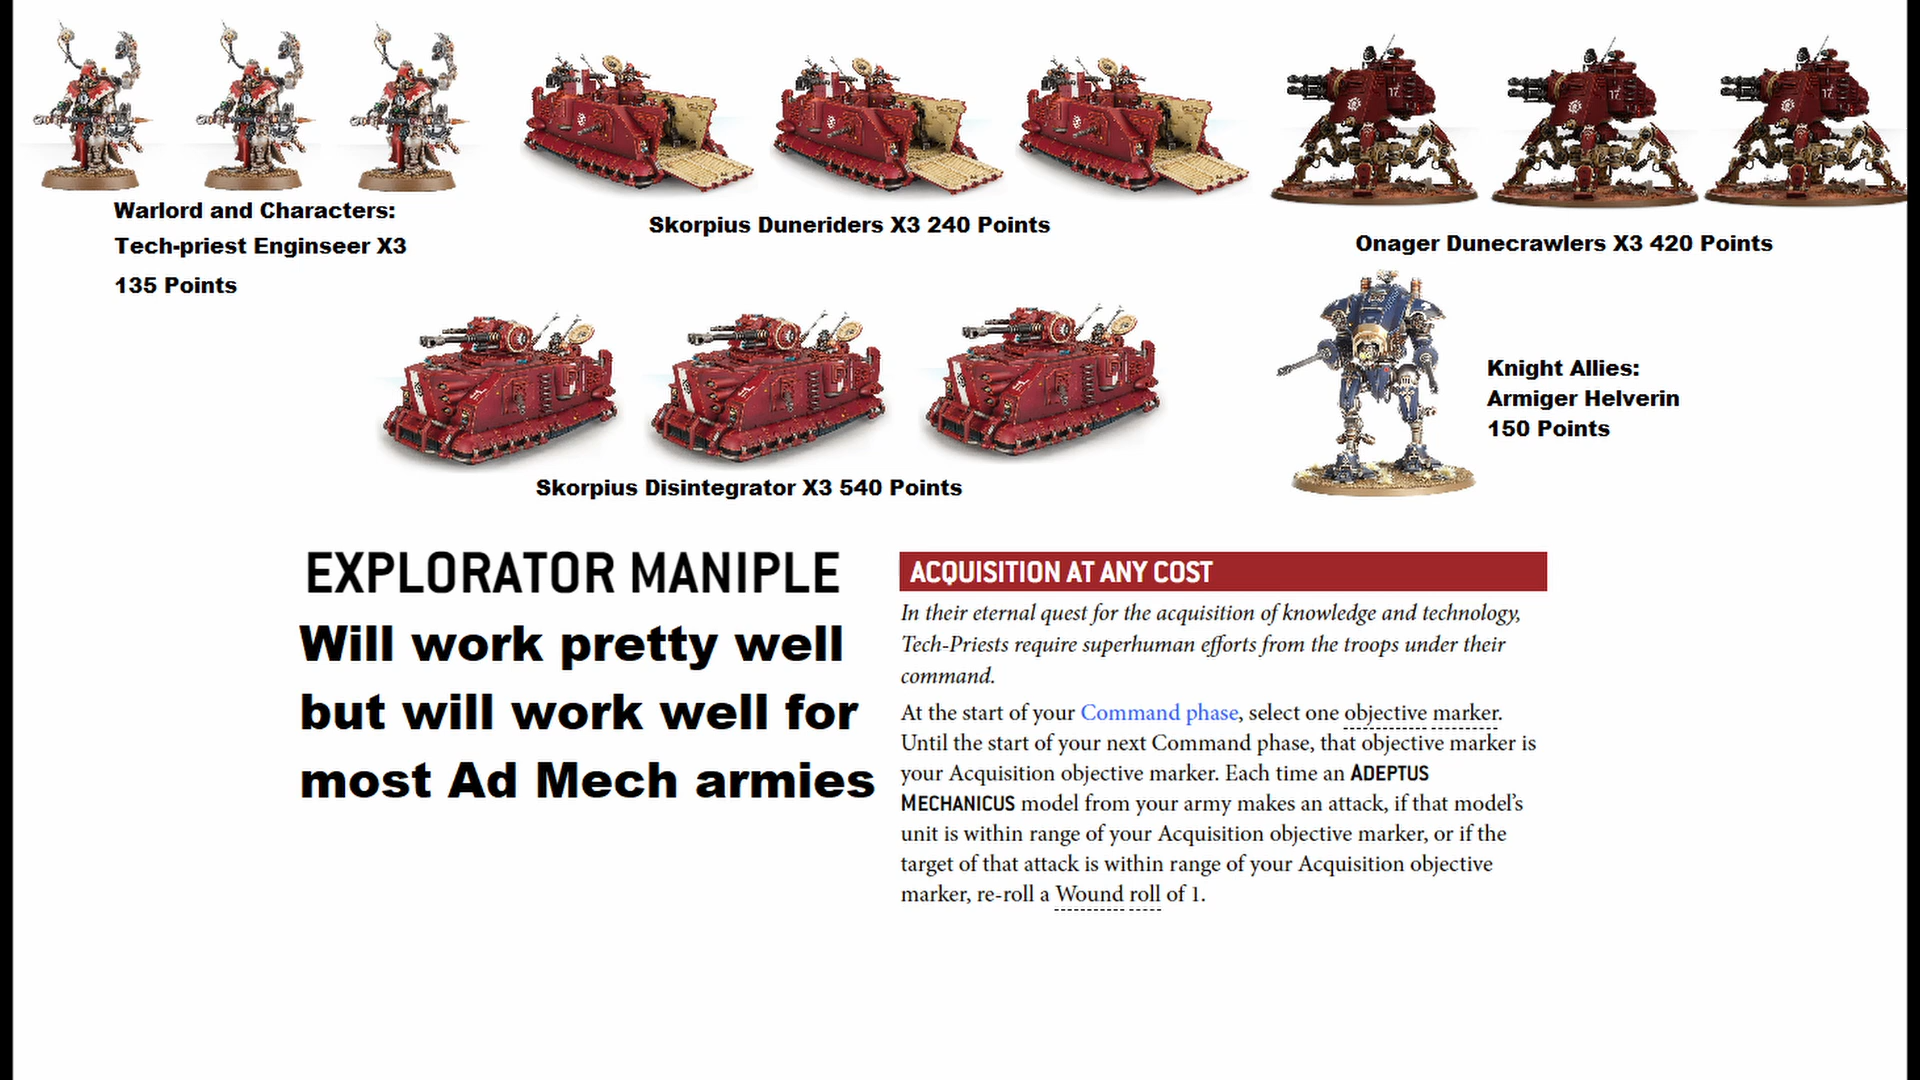 Warlord and Characters:
Tech-priest Enginseer X3
135 Points
Skorpius Duneriders X3 240 Points
Onager Dunecrawlers X3 420 Points
Skorpius Disintegrator X3 540 Points
Knight Allies:
Armiger Helverin
150 Points
EXPLORATOR MANIPLE
Will work pretty well
but will work well for
most Ad Mech armies
ACQUISITION AT ANY COST
In their eternal quest for the acquisition of knowledge and technology,
Tech-Priests require superhuman efforts from the troops under their
command.
At the start of your Command phase, select one objective marker.
Until the start of your next Command phase, that objective marker is
your Acquisition objective marker. Each time an ADEPTUS
MECHANICUS model from your army makes an attack, if that model's
unit is within range of your Acquisition objective marker, or if the
target of that attack is within range of your Acquisition objective
marker, re-roll a Wound roll of 1.